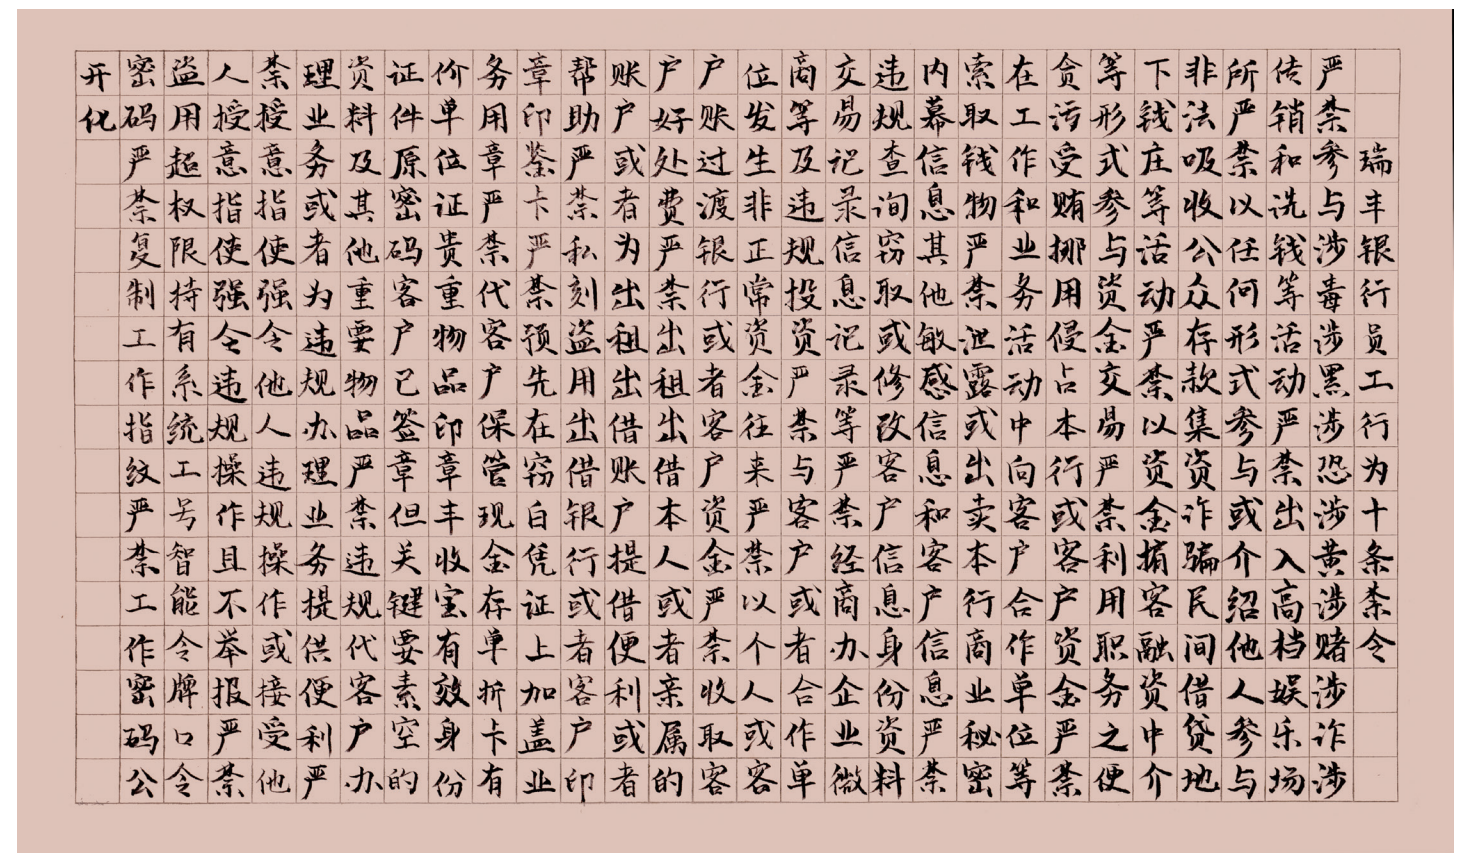 瑞丰银行员工行为十条禁令
严禁参与涉毒涉黑涉恐涉黄涉赌涉诈涉
传销和洗钱等活动严禁出入高档娱乐场
所严禁以任何形式参与或介绍他人参与
非法吸收公众存款集资诈骗民间借贷地
下钱庄等活动严禁以资金掮客融资中介
等形式参与资金交易严禁利用职务之便
贪污受贿挪用侵占本行或客户资金严禁
在工作和业务活动中向客户合作单位等
索取钱物严禁泄露或出卖本行商业秘密
内幕信息其他敏感信息和客户信息严禁
违规查询窃取或修改客户信息身份资料
交易记录信息记录等严禁经商办企业微
商等及违规投资严禁与客户或者合作单
位发生非正常资金往来严禁以个人或客
户账过渡银行或者客户资金严禁收取客
户好处费严禁出租出借本人或者亲属的
账户或者为出租出借账户提借便利或者
帮助严禁私刻盗用出借银行或者客户印
章印鉴卡严禁预先在窃白凭证上加盖业
务用章严禁代客户保管现金存单折卡有
价单位证贵重物品印章丰收宝有效身份
证件原密码客户已签章但关键要素空的
资料及其他重要物品严禁违规代客户办
理业务或者为违规办理业务提供便利严
禁授意指使强令他人违规操作或接受他
人授意指使强令违规操作且不举报严禁
盗用超权限持有系统工号智能令牌口令
密码严禁复制工作指纹严禁工作密码公
开化